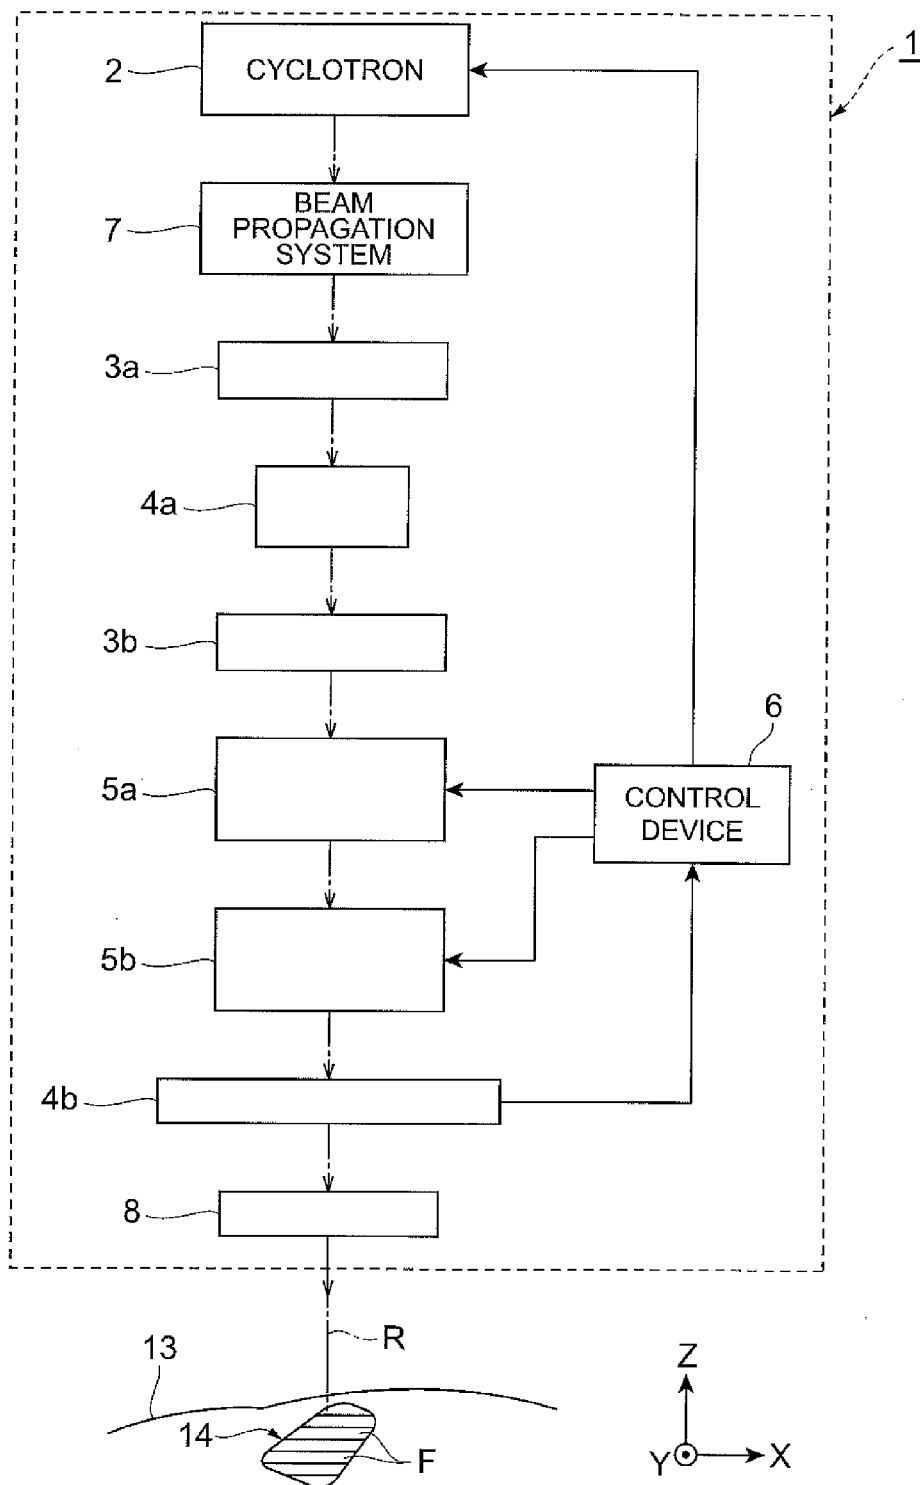 1
2
CYCLOTRON
7
BEAM
PROPAGATION
SYSTEM
3a
4a
3b
6
5a
CONTROL
DEVICE
5b
4b
8
R
13
Z
14
F
Y
X